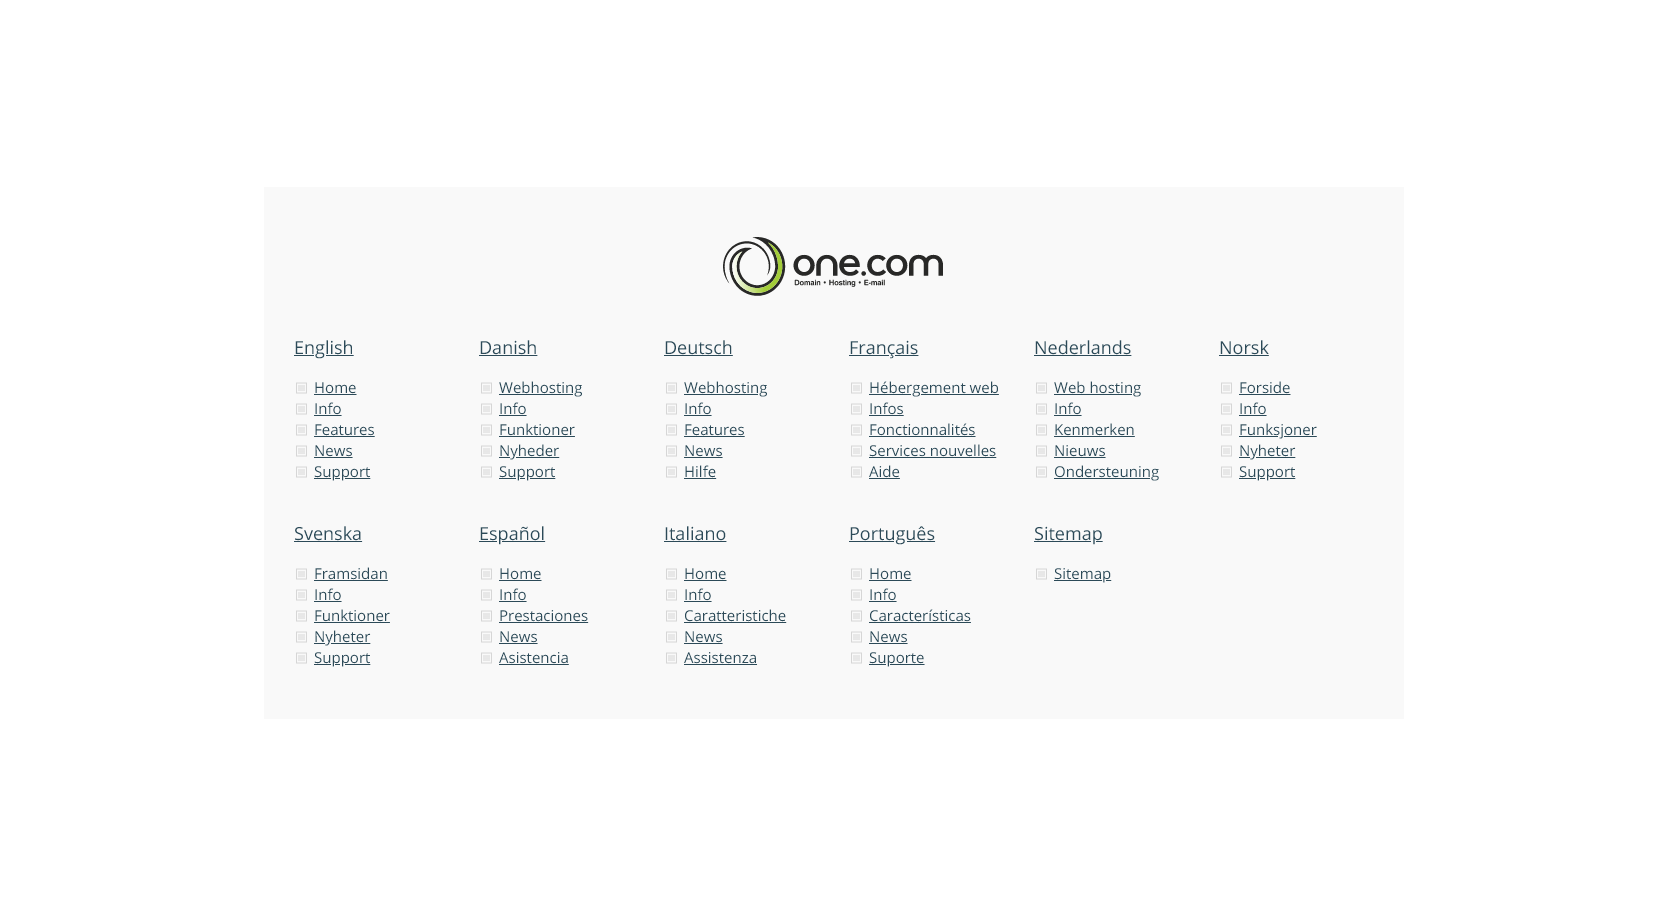 one.com
Domain • Hosting • E-mail
English
Home
Info
Features
News
Support
Danish
Webhosting
Info
Funktioner
Nyheder
Support
Deutsch
Webhosting
Info
Features
News
Hilfe
Français
Hébergement web
Infos
Fonctionnalités
Services nouvelles
Aide
Nederlands
Web hosting
Info
Kenmerken
Nieuws
Ondersteuning
Norsk
Forside
Info
Funksjoner
Nyheter
Support
Svenska
Framsidan
Info
Funktioner
Nyheter
Support
Español
Home
Info
Prestaciones
News
Asistencia
Italiano
Home
Info
Caratteristiche
News
Assistenza
Português
Home
Info
Características
News
Suporte
Sitemap
Sitemap